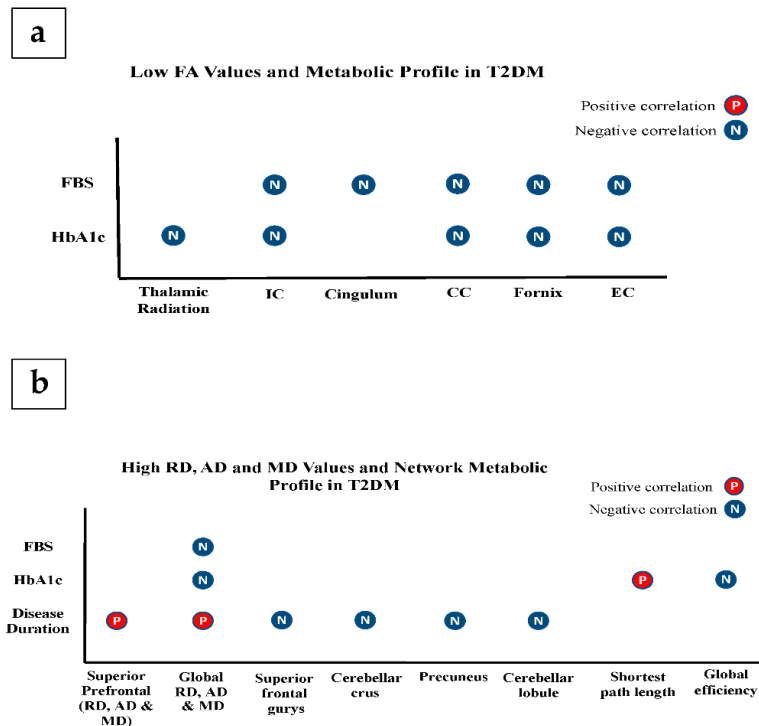 a
Low FA Values and Metabolic Profile in T2DM
Positive correlation P
Negative correlation N
FBS N N N N N
HbA1c N N N N N
Thalamic
Radiation
IC
Cingulum
CC
Fornix
EC
b
High RD, AD and MD Values and Network Metabolic
Profile in T2DM
Positive correlation P
Negative correlation N
FBS N
HbA1c N P N
Disease
Duration
P P N N N N
Superior
Prefrontal
(RD, AD &
MD)
Global
RD, AD
& MD
Superior
frontal
gurys
Cerebellar
crus
Precuneus
Cerebellar
lobule
Shortest
path length
Global
efficiency